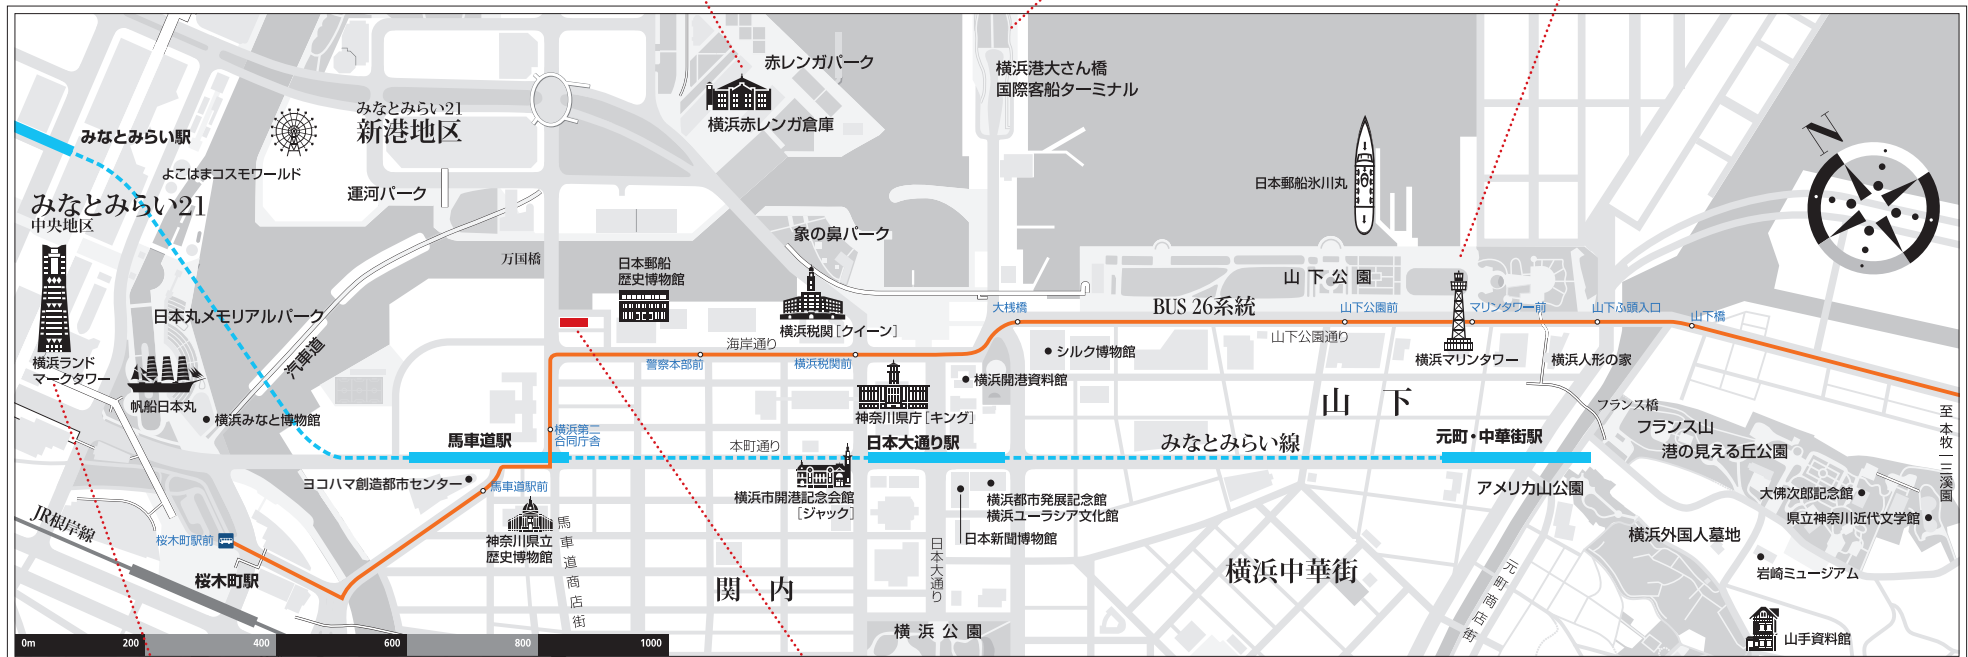 赤レンガパーク
横浜赤レンガ倉庫
横浜港大さん橋
国際客船ターミナル
みなとみらい駅
みなとみらい21
新港地区
よこはまコスモワールド
運河パーク
みなとみらい21
中央地区
日本郵船氷川丸
N
象の鼻パーク
万国橋
日本郵船
歴史博物館
横浜税関[クイーン]
山下公園
BUS 26系統
大桟橋
山下公園前
マリンタワー前
山下ふ頭入口
山下橋
日本丸メモリアルパーク
汽車道
海岸通り
山下公園通り
横浜ランド
マークタワー
警察本部前
横浜税関前
シルク博物館
横浜マリンタワー
横浜人形の家
横浜開港資料館
帆船日本丸
横浜みなと博物館
神奈川県庁[キング]
山下
フランス橋
フランス山
港の見える丘公園
至本牧―三溪園
馬車道駅
横浜第二
合同庁舎
本町通り
日本大通り駅
みなとみらい線
元町・中華街駅
ヨコハマ創造都市センター
馬車道駅前
横浜市開港記念会館
[ジャック]
横浜都市発展記念館
横浜ユーラシア文化館
日本新聞博物館
アメリカ山公園
大佛次郎記念館
県立神奈川近代文学館
横浜外国人墓地
岩崎ミュージアム
JR根岸線
桜木町駅前
桜木町駅
神奈川県立
歴史博物館
馬車道商店街
関内
日本大通り
横浜中華街
元町商店街
横浜公園
山手資料館
0m 200 400 600 800 1000